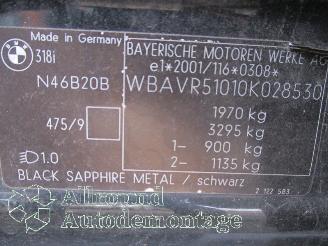 Made in Germany
BMW
318i
BAYERISCHE MOTOREN WERKE AG
e1*2001/116*0308*
N46B20B
WBAVR51010K028530
1970 kg
475/9
3295 kg
1- 900 kg
1.0
2- 1135 kg
BLACK SAPPHIRE METAL / schwarz
2 122 583
Allround
Autodemontage